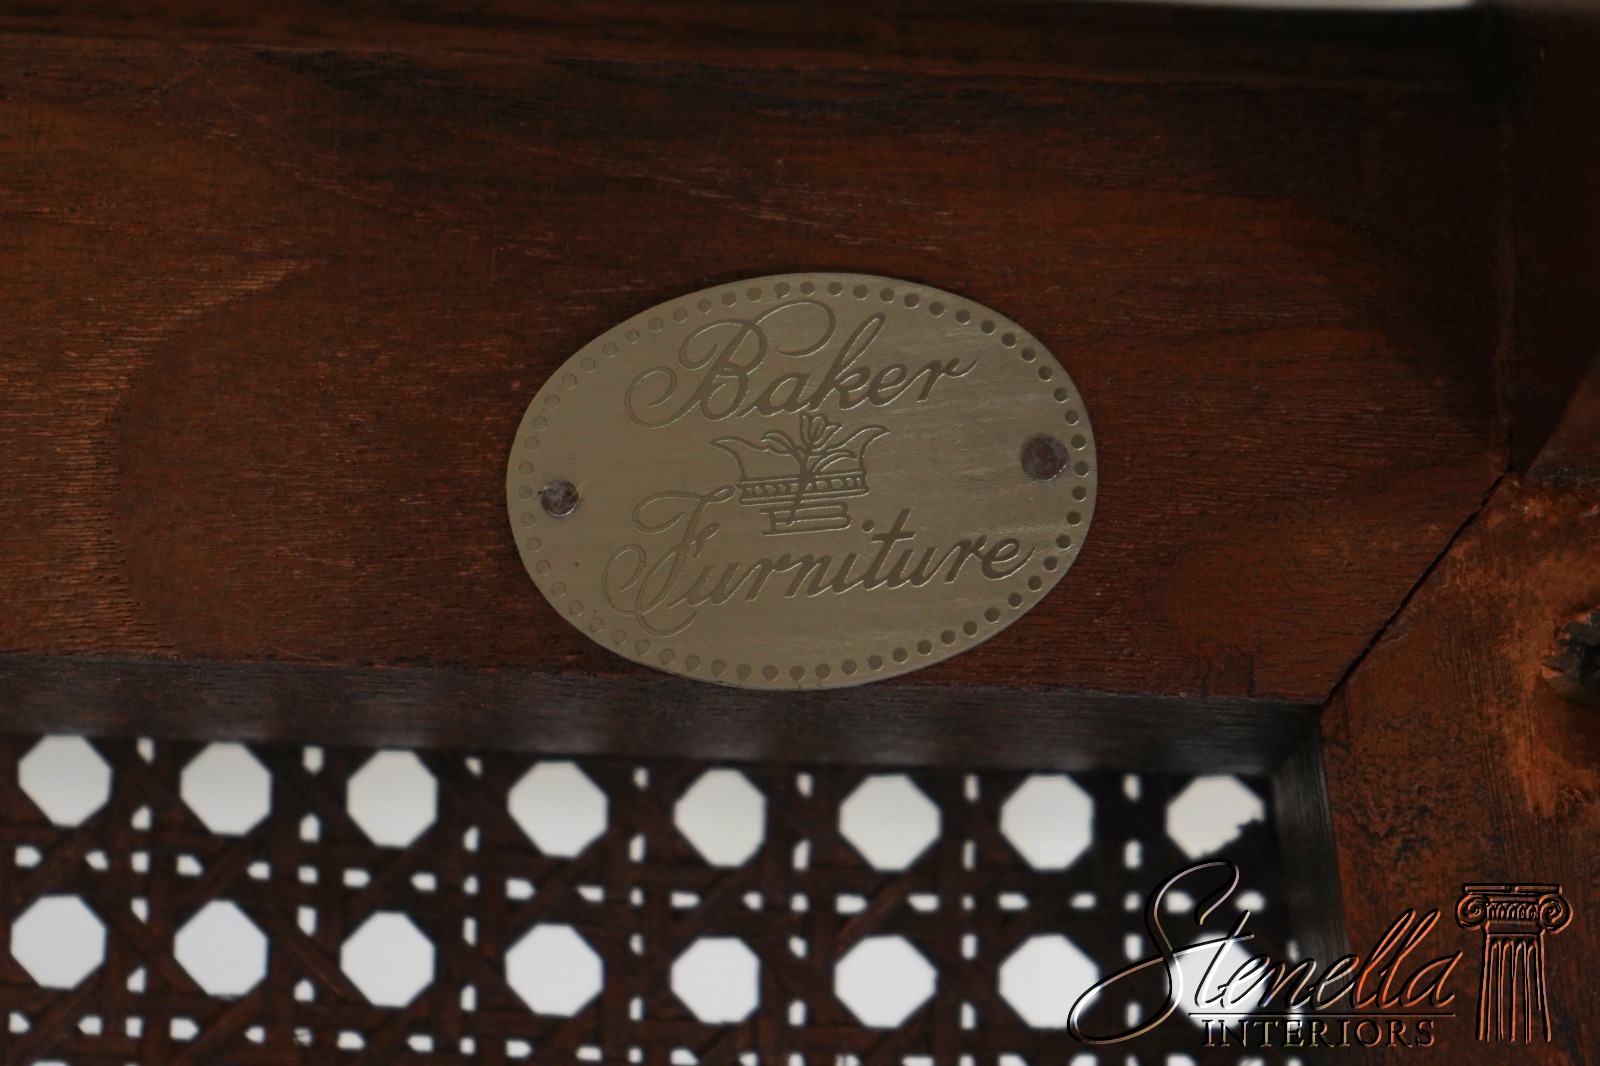 Baker
Furniture
Stenella
INTERIORS